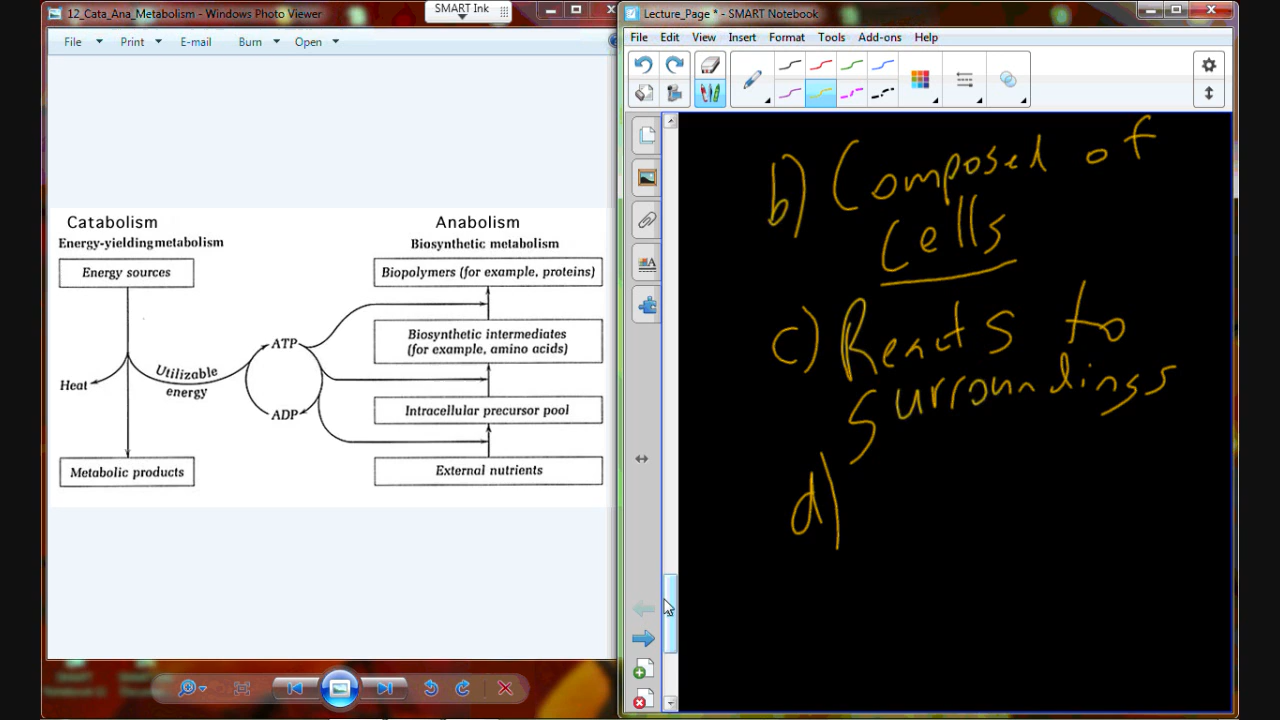 12_Cata_Ana_Metabolism - Windows Photo Viewer
SMART Ink
File Print E-mail Burn Open
Catabolism
Energy-yielding metabolism
Energy sources
Heat
Utilizable
energy
Metabolic products
ATP
ADP
Anabolism
Biosynthetic metabolism
Biopolymers (for example, proteins)
Biosynthetic intermediates
(for example, amino acids)
Intracellular precursor pool
External nutrients
Lecture_Page * - SMART Notebook
File Edit View Insert Format Tools Add-ons Help
b) Composed of
Cells
c) Reacts to
surroundings
d)